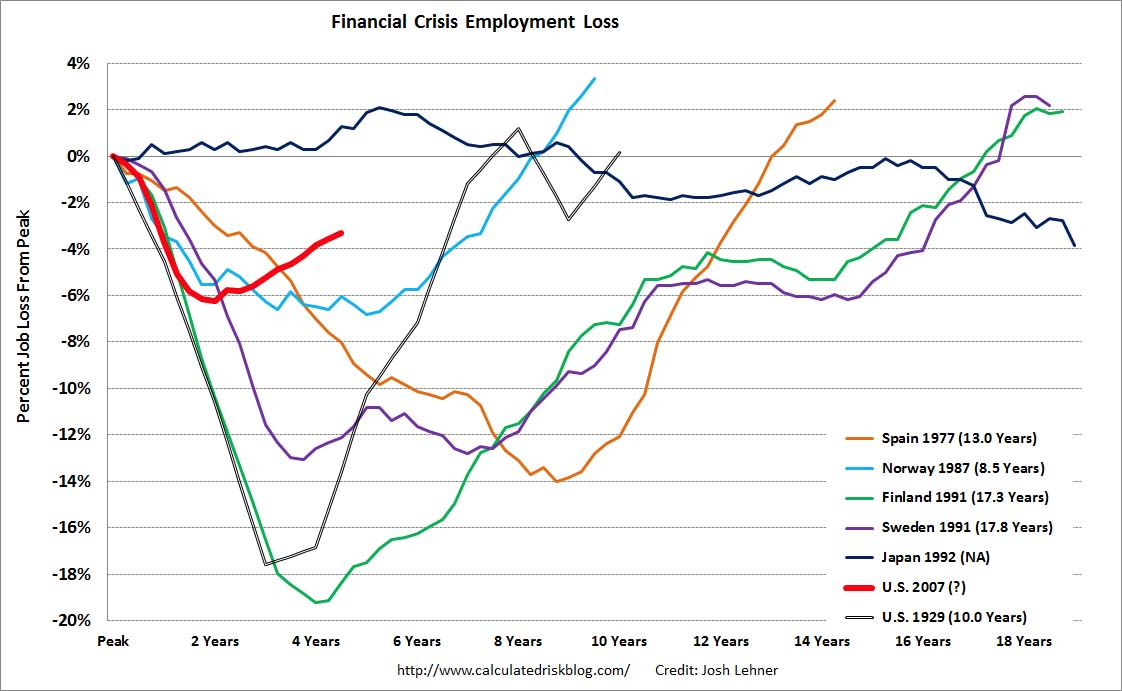 Financial Crisis Employment Loss
4%
2%
0%
-2%
-4%
-6%
-8%
-10%
-12%
-14%
-16%
-18%
-20%
Percent Job Loss From Peak
Spain 1977 (13.0 Years)
Norway 1987 (8.5 Years)
Finland 1991 (17.3 Years)
Sweden 1991 (17.8 Years)
Japan 1992 (NA)
U.S. 2007 (?)
U.S. 1929 (10.0 Years)
Peak 2 Years 4 Years 6 Years 8 Years 10 Years 12 Years 14 Years 16 Years 18 Years
http://www.calculatedriskblog.com/ Credit: Josh Lehner